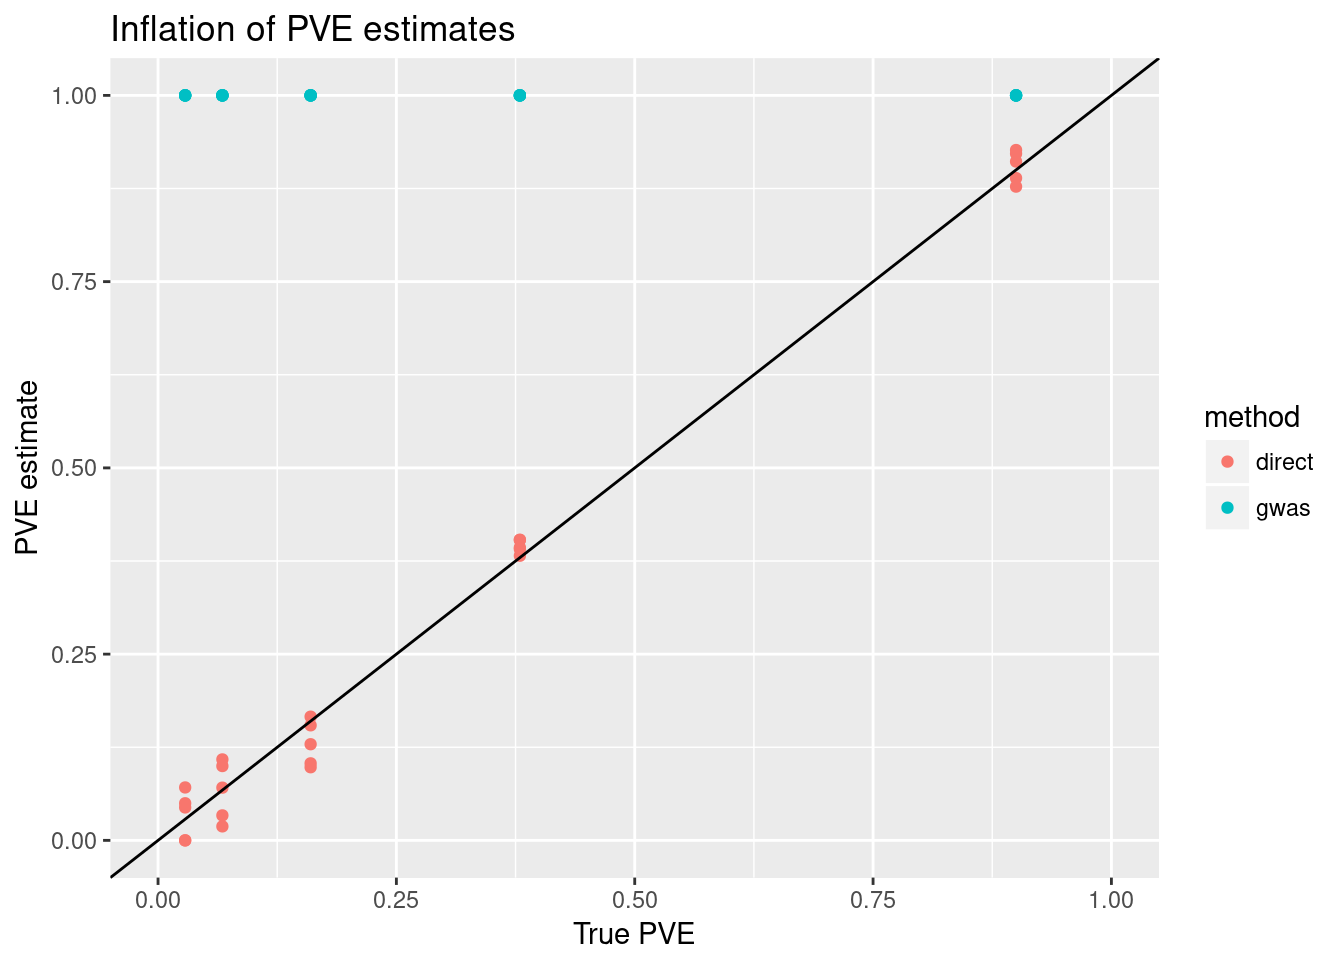 Inflation of PVE estimates
1.00
0.75
0.50
0.25
0.00
PVE estimate
0.00 0.25 0.50 0.75 1.00
True PVE
method
direct
gwas